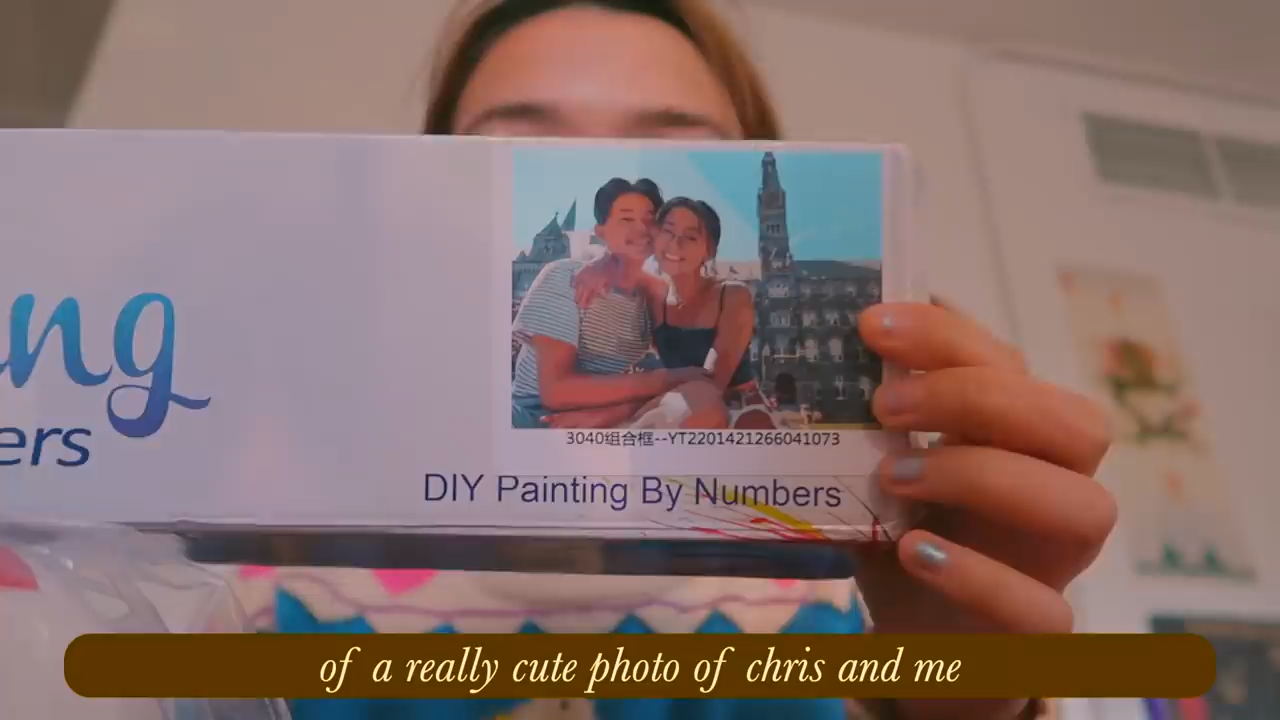 ng
ers
3040组合框--YT2201421266041073
DIY Painting By Numbers
of a really cute photo of chris and me